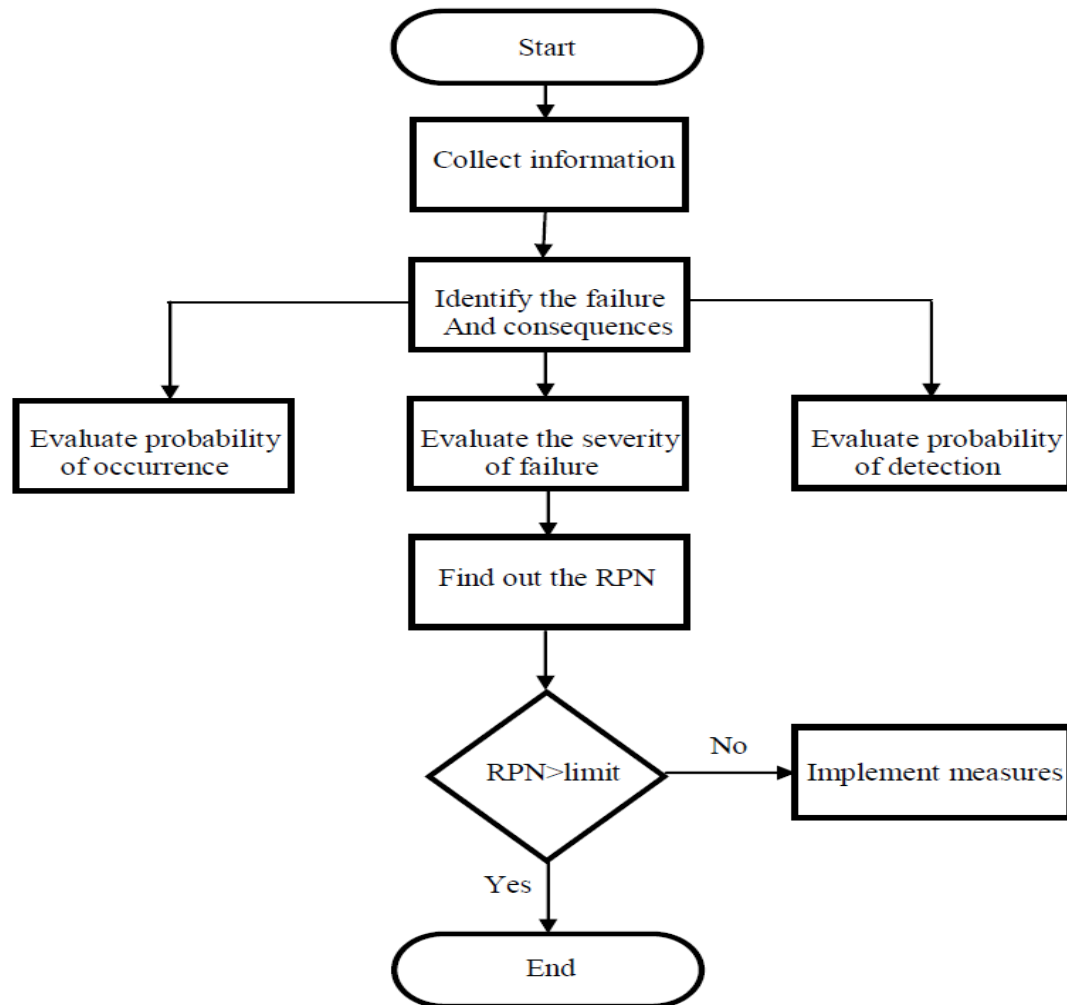 Start
Collect information
Identify the failure
And consequences
Evaluate probability
of occurrence
Evaluate the severity
of failure
Evaluate probability
of detection
Find out the RPN
RPN>limit
No
Implement measures
Yes
End